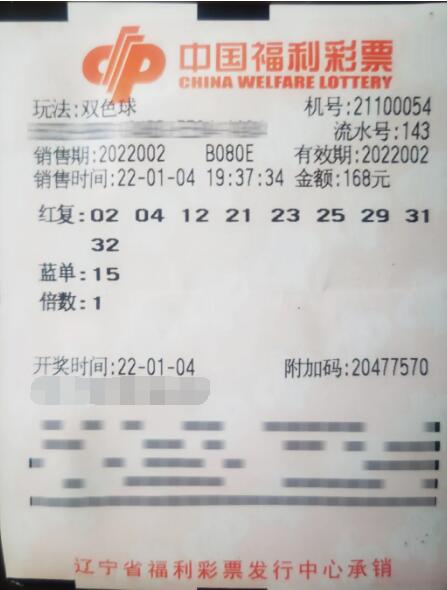 中国福利彩票
CHINA WELFARE LOTTERY
玩法:双色球 机号:21100054
流水号:143
销售期:2022002 B080E 有效期:2022002
销售时间:22-01-04 19:37:34 金额:168元
红复:02 04 12 21 23 25 29 31
32
蓝单:15
倍数:1
开奖时间:22-01-04 附加码:20477570
辽宁省福利彩票发行中心承销